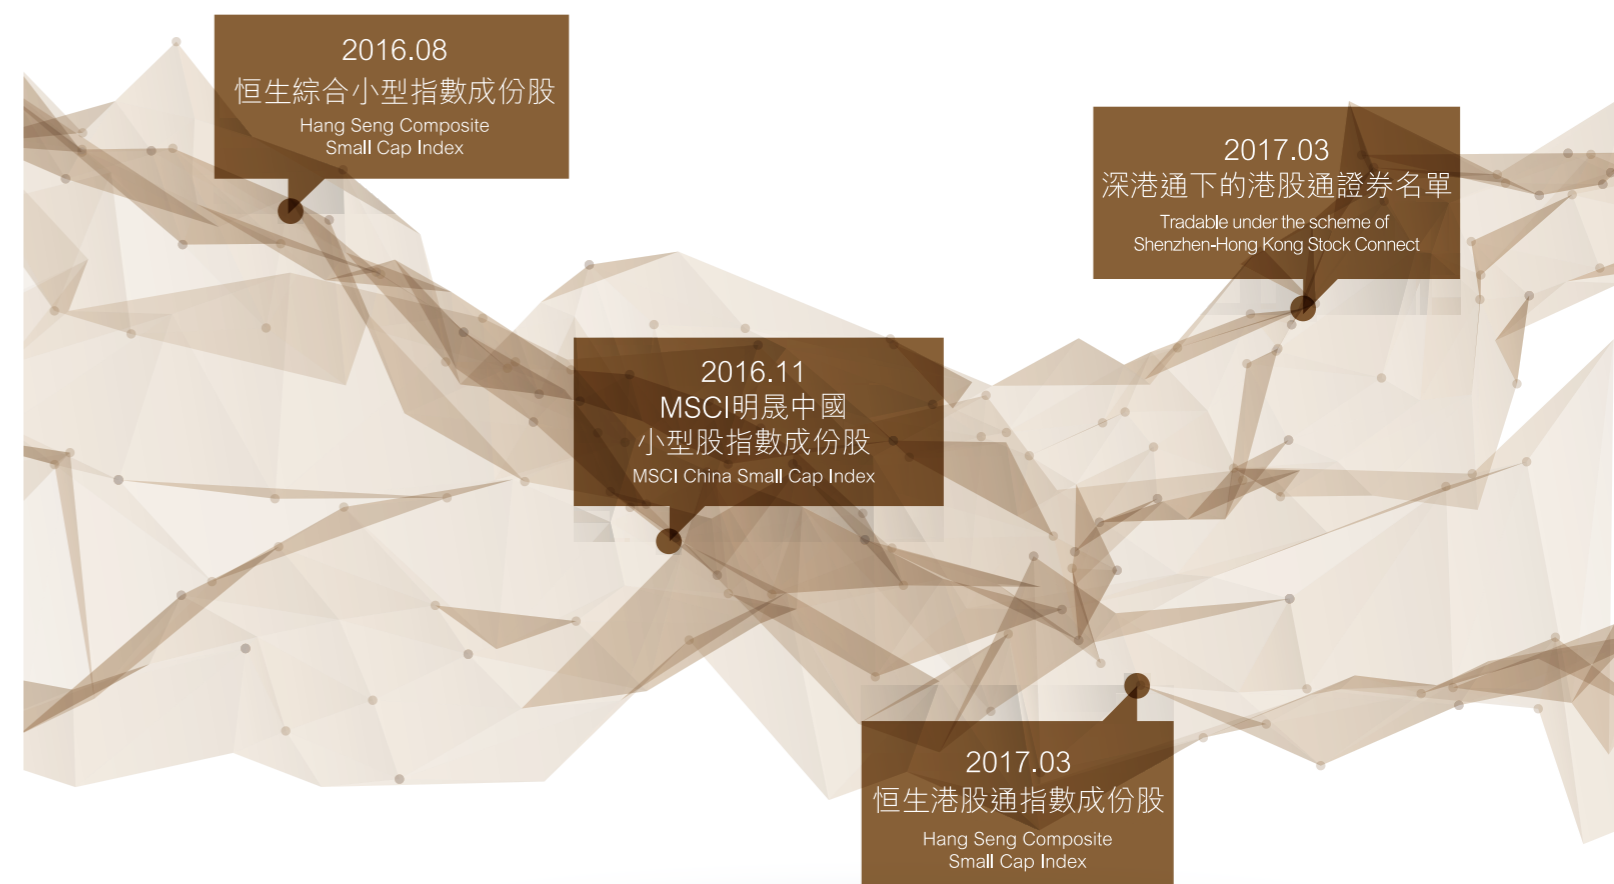 2016.08
恒生綜合小型指數成份股
Hang Seng Composite
Small Cap Index
2016.11
MSCI明晟中國
小型股指數成份股
MSCI China Small Cap Index
2017.03
深港通下的港股通證券名單
Tradable under the scheme of
Shenzhen-Hong Kong Stock Connect
2017.03
恒生港股通指數成份股
Hang Seng Composite
Small Cap Index